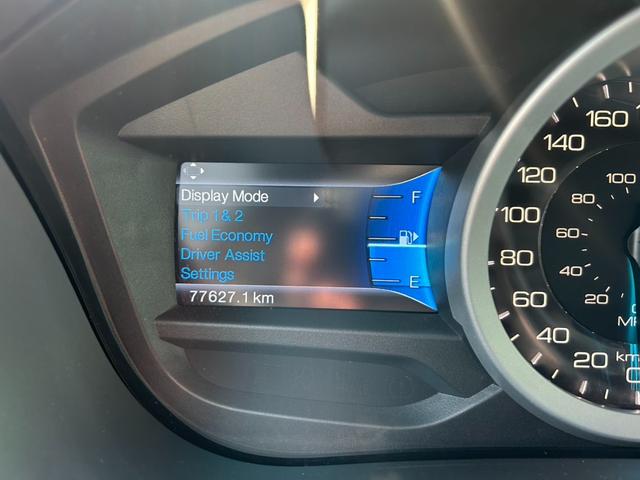 Display Mode
Trip 1 & 2
Fuel Economy
Driver Assist
Settings
77627.1 km
F
E
160
140
120
100
80
60
40
20
0
100
80
60
40
20
km